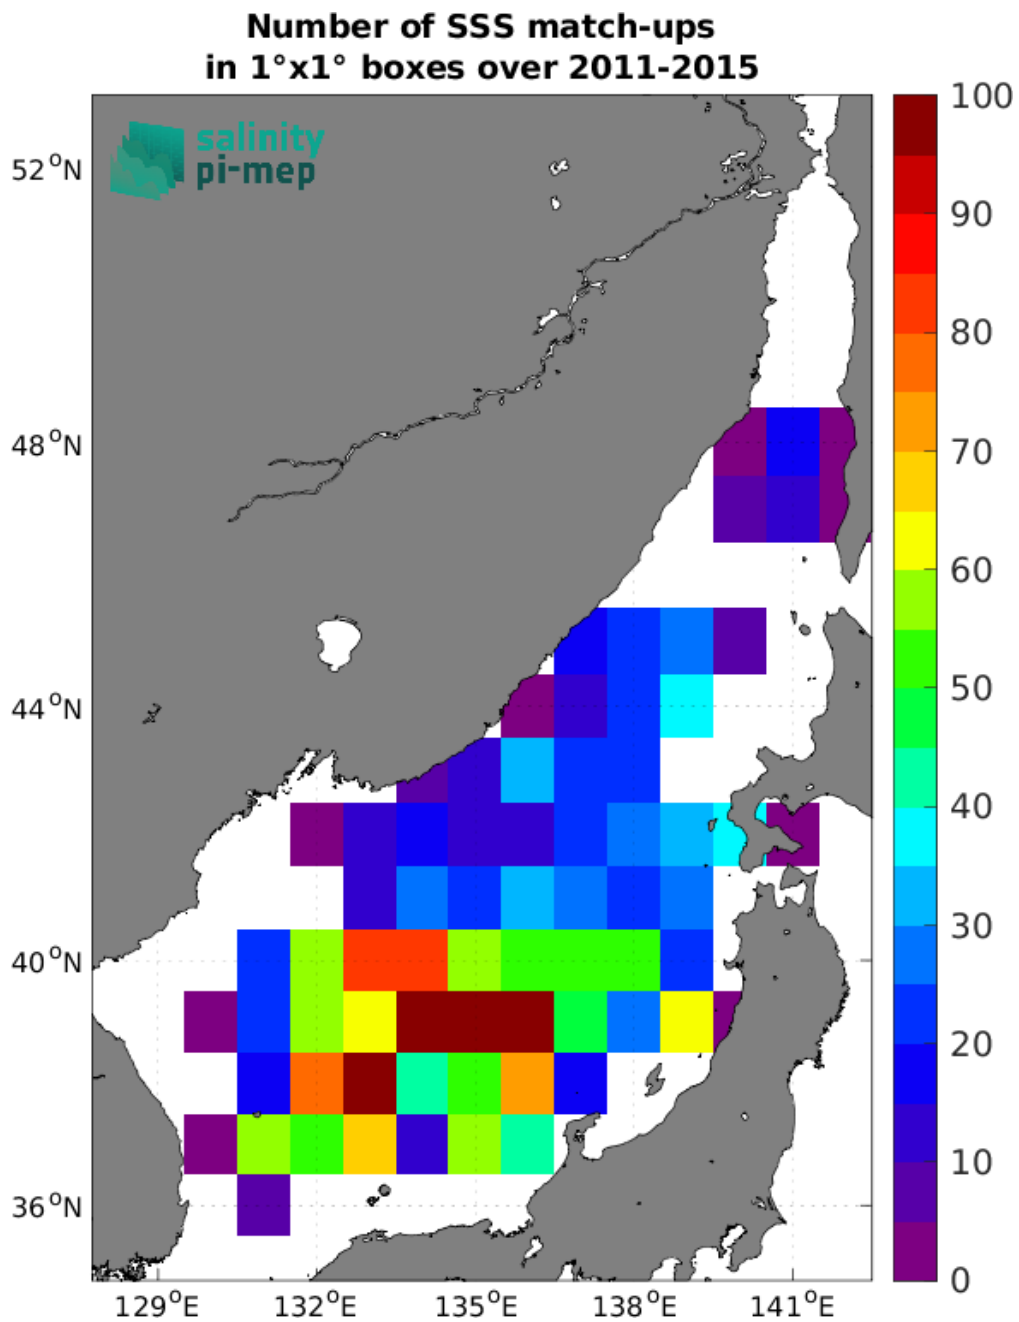 Number of SSS match-ups
in 1°x1° boxes over 2011-2015
salinity
pi-mep
52°N
48°N
44°N
40°N
36°N
129°E 132°E 135°E 138°E 141°E
100
90
80
70
60
50
40
30
20
10
0